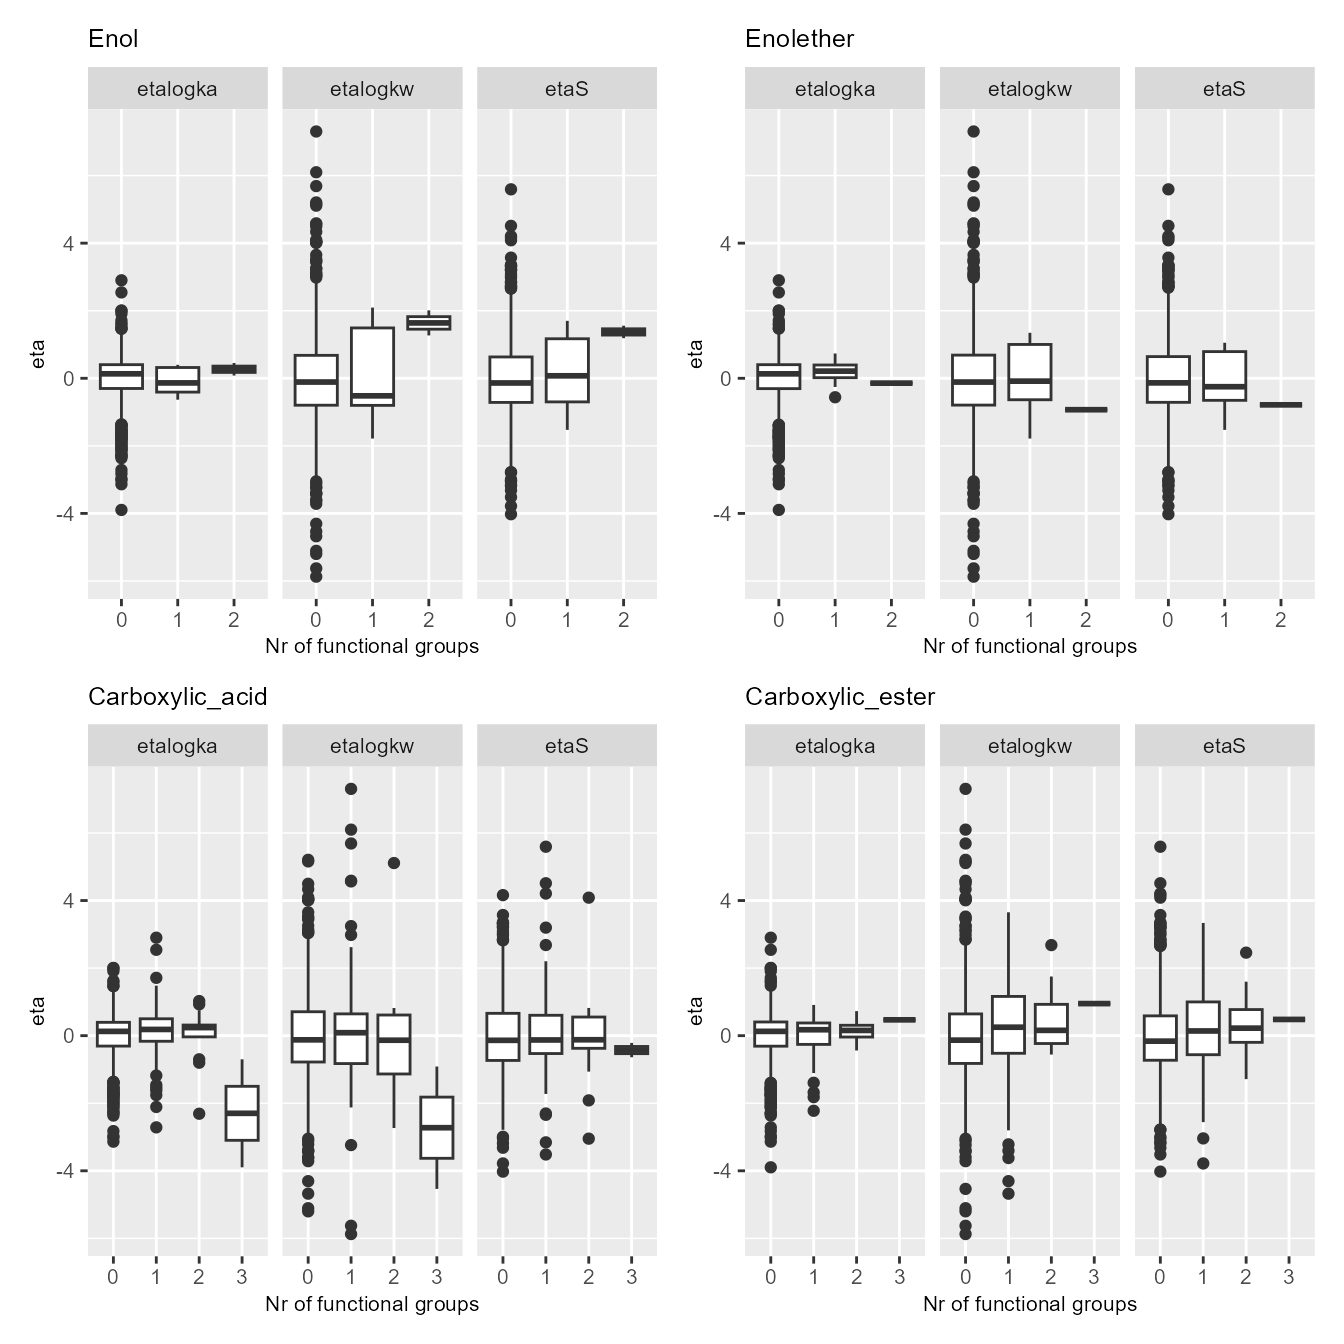 Enol
etalogka etalogkw etaS
eta
4
0
-4
0 1 2 0 1 2 0 1 2
Nr of functional groups
Enolether
etalogka etalogkw etaS
eta
4
0
-4
0 1 2 0 1 2 0 1 2
Nr of functional groups
Carboxylic_acid
etalogka etalogkw etaS
eta
4
0
-4
0 1 2 3 0 1 2 3 0 1 2 3
Nr of functional groups
Carboxylic_ester
etalogka etalogkw etaS
eta
4
0
-4
0 1 2 3 0 1 2 3 0 1 2 3
Nr of functional groups